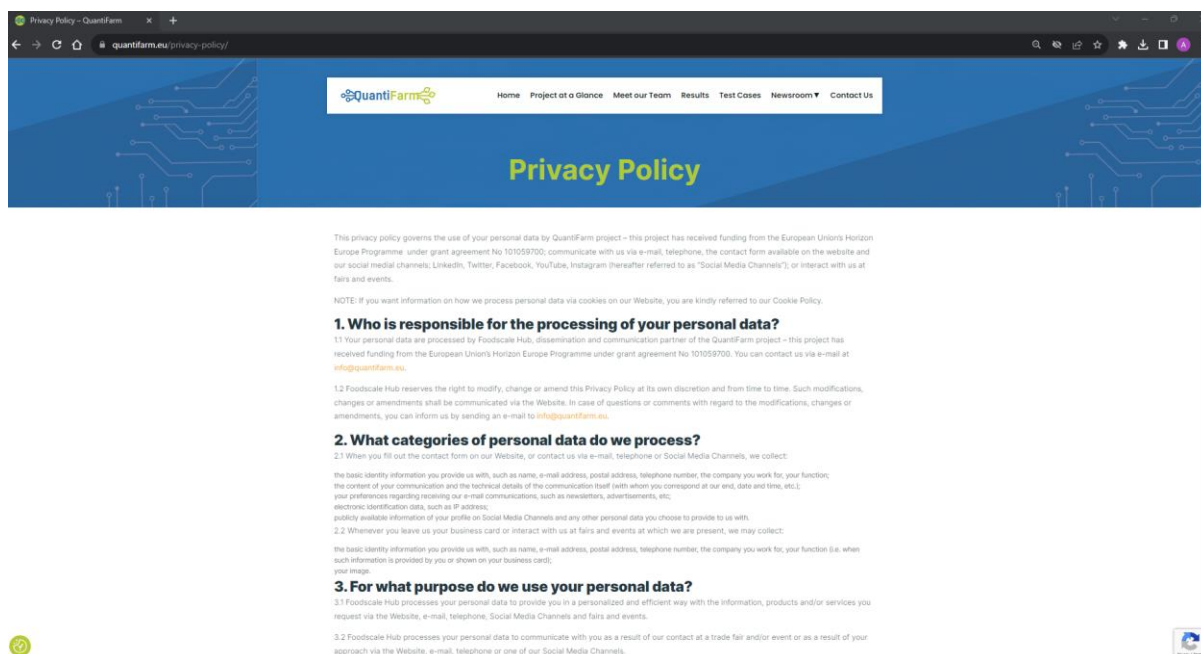 Privacy Policy – QuantiFarm
quantifarm.eu/privacy-policy/
A
QuantiFarm
Home Project at a Glance Meet our Team Results Test Cases Newsroom ▾ Contact Us
Privacy Policy
This privacy policy governs the use of your personal data by QuantiFarm project – this project has received funding from the European Union's Horizon
Europe Programme under grant agreement No 101059700; communicate with us via e-mail, telephone, the contact form available on the website and
our social medial channels; LinkedIn, Twitter, Facebook, YouTube, Instagram (hereafter referred to as "Social Media Channels"); or interact with us at
fairs and events.
NOTE: If you want information on how we process personal data via cookies on our Website, you are kindly referred to our Cookie Policy.
1. Who is responsible for the processing of your personal data?
1.1 Your personal data are processed by Foodscale Hub, dissemination and communication partner of the QuantiFarm project – this project has
received funding from the European Union's Horizon Europe Programme under grant agreement No 101059700. You can contact us via e-mail at
info@quantifarm.eu.
1.2 Foodscale Hub reserves the right to modify, change or amend this Privacy Policy at its own discretion and from time to time. Such modifications,
changes or amendments shall be communicated via the Website. In case of questions or comments with regard to the modifications, changes or
amendments, you can inform us by sending an e-mail to info@quantifarm.eu.
2. What categories of personal data do we process?
2.1 When you fill out the contact form on our Website, or contact us via e-mail, telephone or Social Media Channels, we collect:
the basic identity information you provide us with, such as name, e-mail address, postal address, telephone number, the company you work for, your function;
the content of your communication and the technical details of the communication itself (with whom you correspond at our end, date and time, etc.);
your preferences regarding receiving our e-mail communications, such as newsletters, advertisements, etc;
electronic identification data, such as IP address;
publicly available information of your profile on Social Media Channels and any other personal data you choose to provide to us with.
2.2 Whenever you leave us your business card or interact with us at fairs and events at which we are present, we may collect:
the basic identity information you provide us with, such as name, e-mail address, postal address, telephone number, the company you work for, your function (i.e. when
such information is provided by you or shown on your business card);
your image.
3. For what purpose do we use your personal data?
3.1 Foodscale Hub processes your personal data to provide you in a personalized and efficient way with the information, products and/or services you
request via the Website, e-mail, telephone, Social Media Channels and fairs and events.
3.2 Foodscale Hub processes your personal data to communicate with you as a result of our contact at a trade fair and/or event or as a result of your
approach via the Website, e-mail, telephone or one of our Social Media Channels.